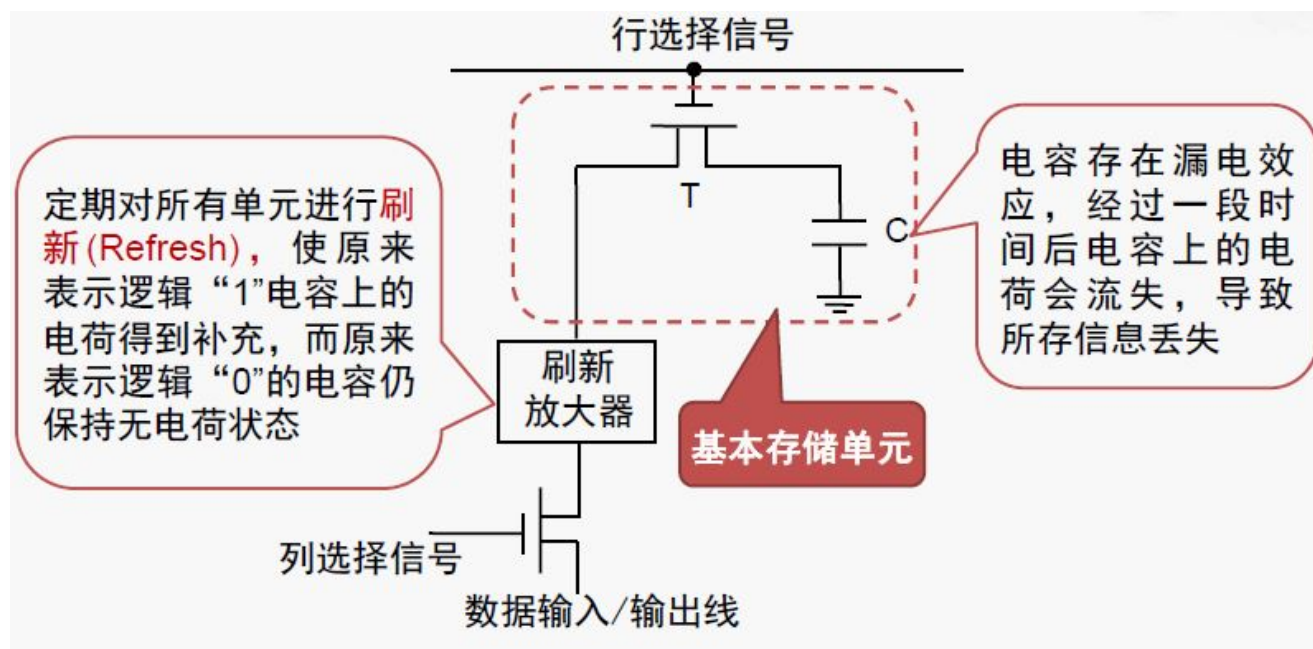 行选择信号
定期对所有单元进行刷
新(Refresh)，使原来
表示逻辑“1”电容上的
电荷得到补充，而原来
表示逻辑“0”的电容仍
保持无电荷状态
T
C
电容存在漏电效
应，经过一段时
间后电容上的电
荷会流失，导致
所存信息丢失
刷新
放大器
基本存储单元
列选择信号
数据输入/输出线